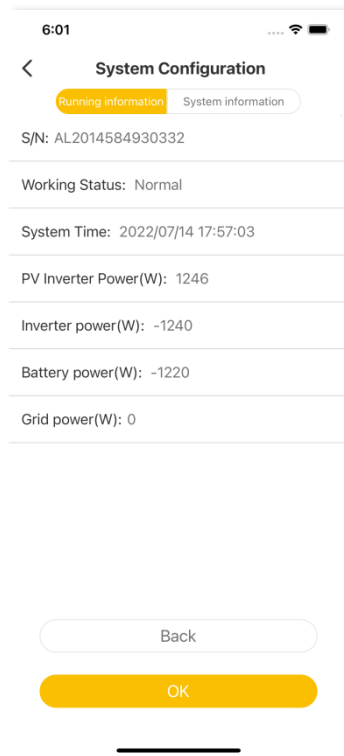 6:01
System Configuration
Running information System information
S/N: AL2014584930332
Working Status: Normal
System Time: 2022/07/14 17:57:03
PV Inverter Power(W): 1246
Inverter power(W): -1240
Battery power(W): -1220
Grid power(W): 0
Back
OK